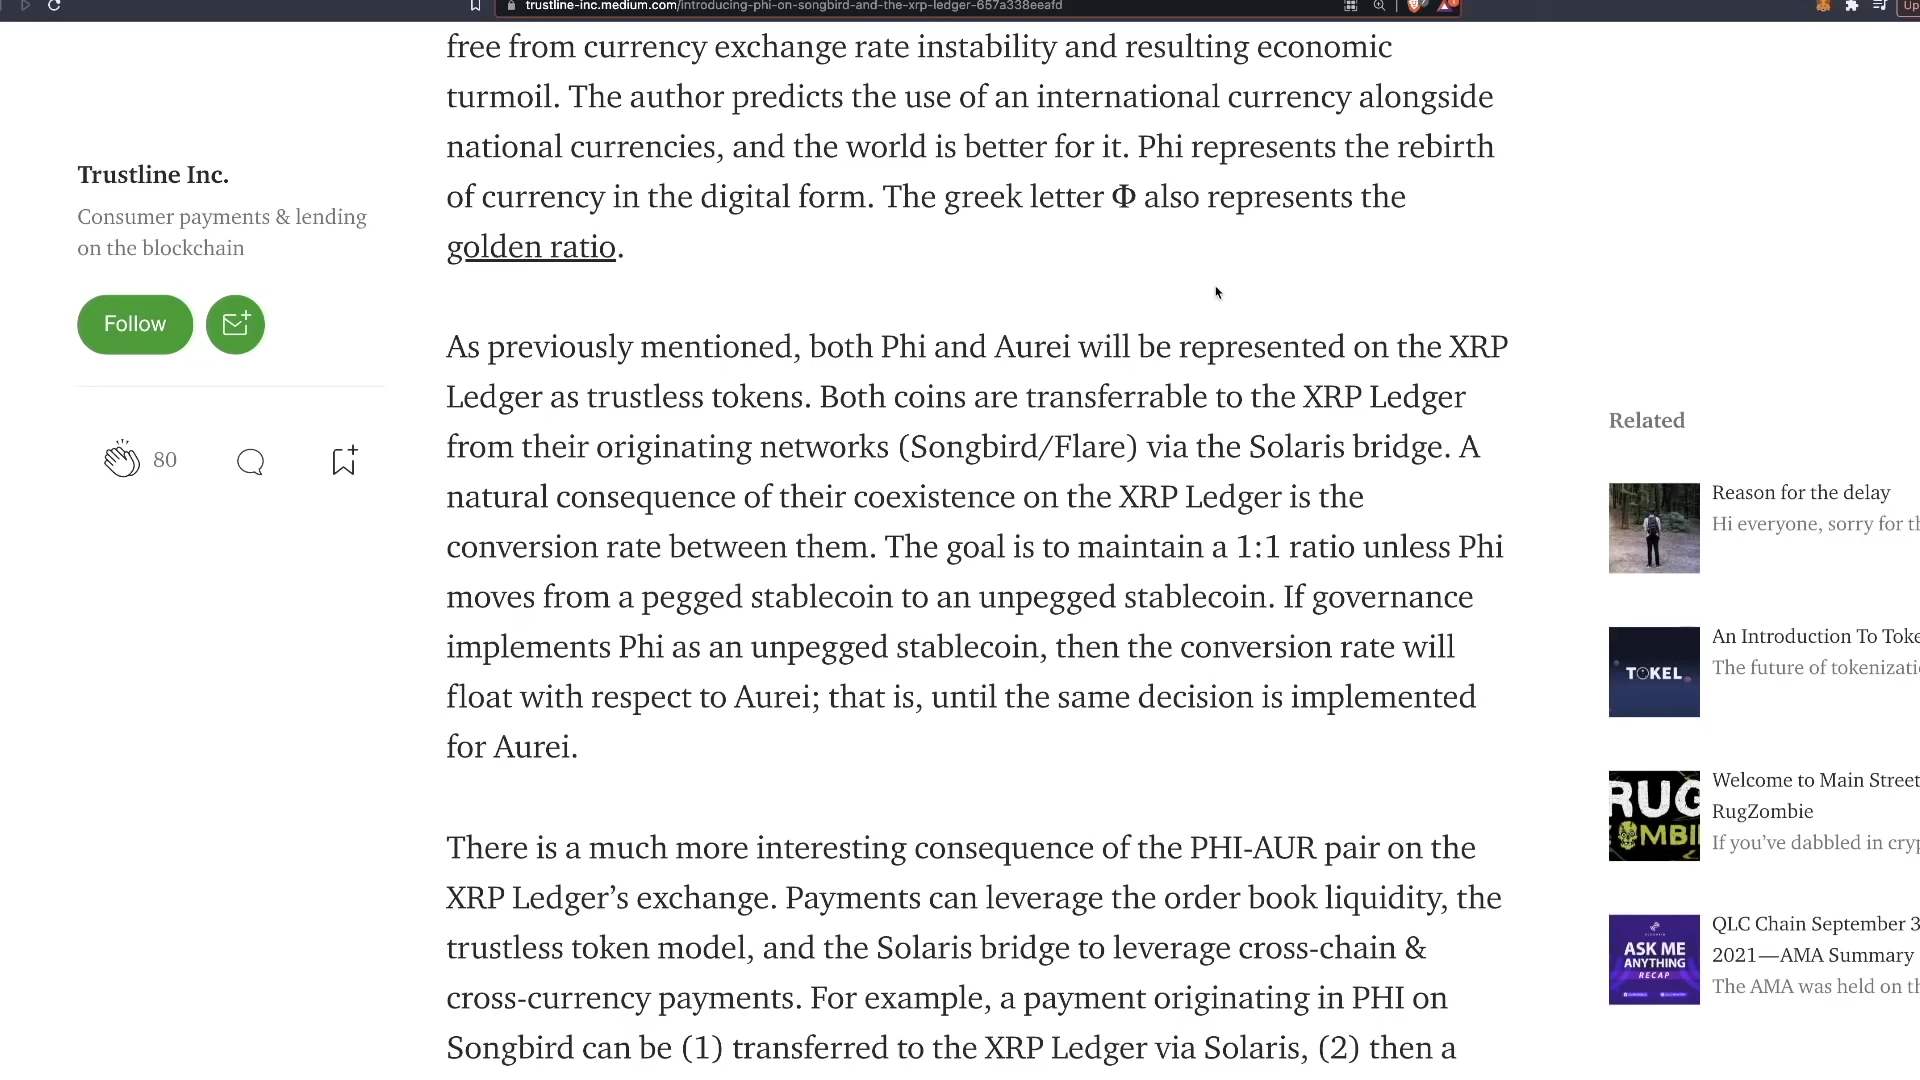 trustline-inc.medium.com/introducing-phi-on-songbird-and-the-xrp-ledger-657a338eeafd
Up
free from currency exchange rate instability and resulting economic
turmoil. The author predicts the use of an international currency alongside
national currencies, and the world is better for it. Phi represents the rebirth
of currency in the digital form. The greek letter Φ also represents the
golden ratio.
Trustline Inc.
Consumer payments & lending
on the blockchain
Follow
80
As previously mentioned, both Phi and Aurei will be represented on the XRP
Ledger as trustless tokens. Both coins are transferrable to the XRP Ledger
from their originating networks (Songbird/Flare) via the Solaris bridge. A
natural consequence of their coexistence on the XRP Ledger is the
conversion rate between them. The goal is to maintain a 1:1 ratio unless Phi
moves from a pegged stablecoin to an unpegged stablecoin. If governance
implements Phi as an unpegged stablecoin, then the conversion rate will
float with respect to Aurei; that is, until the same decision is implemented
for Aurei.
There is a much more interesting consequence of the PHI-AUR pair on the
XRP Ledger’s exchange. Payments can leverage the order book liquidity, the
trustless token model, and the Solaris bridge to leverage cross-chain &
cross-currency payments. For example, a payment originating in PHI on
Songbird can be (1) transferred to the XRP Ledger via Solaris, (2) then a
Related
Reason for the delay
Hi everyone, sorry for th
TOKEL
An Introduction To Toke
The future of tokenizati
RUG
ZOMBI
Welcome to Main Street
RugZombie
If you’ve dabbled in cryp
ASK ME
ANYTHING
RECAP
QLC Chain September 3
2021—AMA Summary
The AMA was held on th